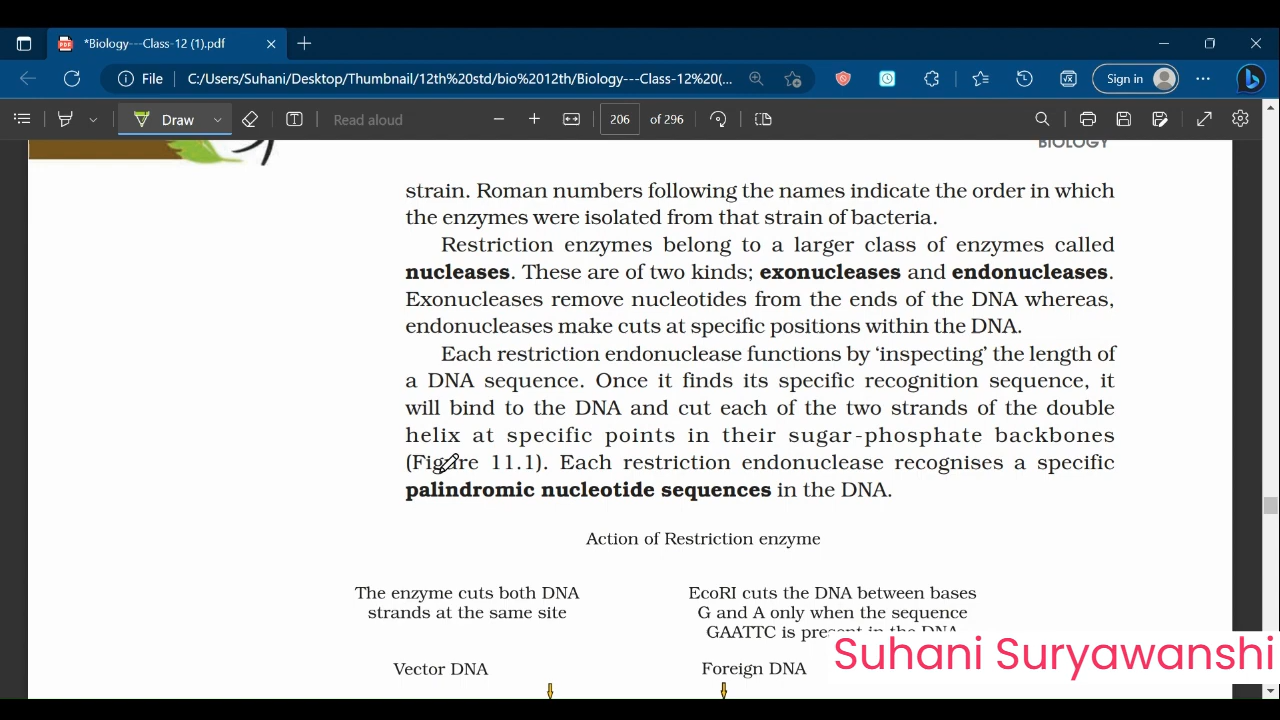 *Biology---Class-12 (1).pdf
File
C:/Users/Suhani/Desktop/Thumbnail/12th%20std/bio%2012th/Biology---Class-12%20(...
Sign in
Draw
Read aloud
206 of 296
BIOLOGY
strain. Roman numbers following the names indicate the order in which
the enzymes were isolated from that strain of bacteria.
Restriction enzymes belong to a larger class of enzymes called
nucleases. These are of two kinds; exonucleases and endonucleases.
Exonucleases remove nucleotides from the ends of the DNA whereas,
endonucleases make cuts at specific positions within the DNA.
Each restriction endonuclease functions by ‘inspecting’ the length of
a DNA sequence. Once it finds its specific recognition sequence, it
will bind to the DNA and cut each of the two strands of the double
helix at specific points in their sugar-phosphate backbones
(Figure 11.1). Each restriction endonuclease recognises a specific
palindromic nucleotide sequences in the DNA.
Action of Restriction enzyme
The enzyme cuts both DNA
strands at the same site
EcoRI cuts the DNA between bases
G and A only when the sequence
GAATTC is present in the DNA
Suhani Suryawanshi
Vector DNA
Foreign DNA